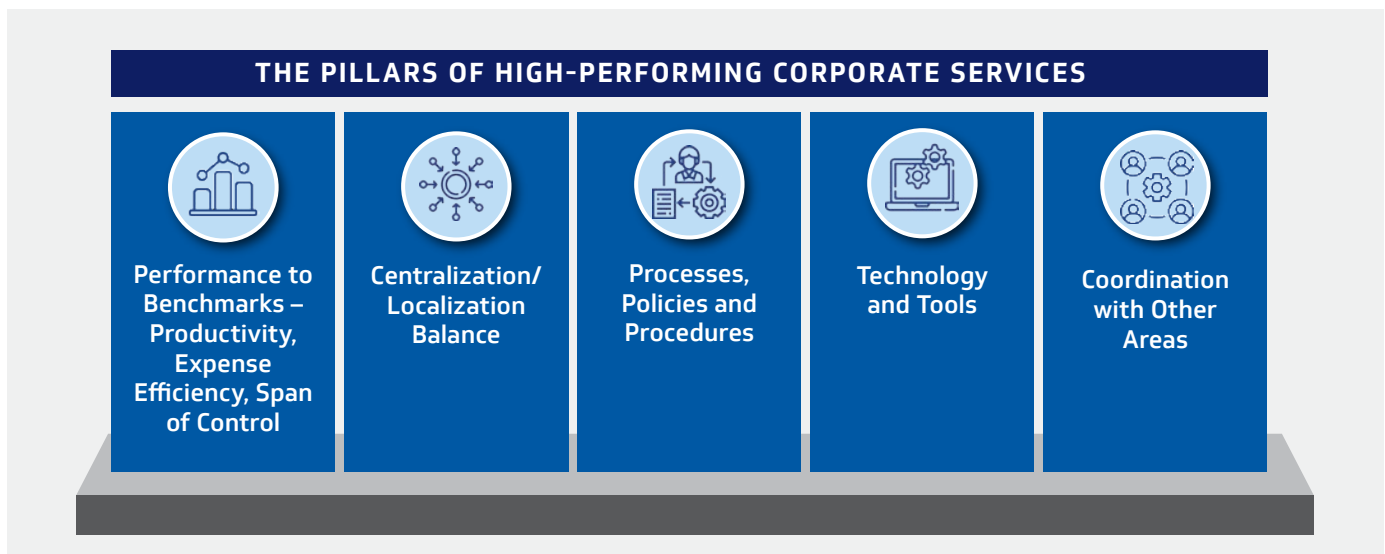 THE PILLARS OF HIGH-PERFORMING CORPORATE SERVICES
Performance to
Benchmarks –
Productivity,
Expense
Efficiency, Span
of Control
Centralization/
Localization
Balance
Processes,
Policies and
Procedures
Technology
and Tools
Coordination
with Other
Areas